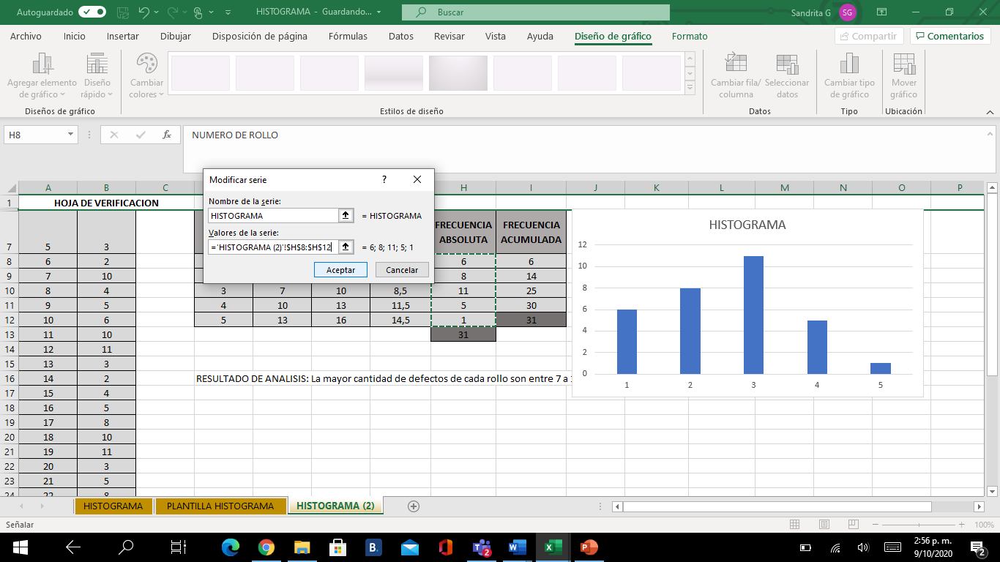 Autoguardado
HISTOGRAMA - Guardando...
Buscar
Sandrita G
SG
Archivo Inicio Insertar Dibujar Disposición de página Fórmulas Datos Revisar Vista Ayuda Diseño de gráfico Formato
Compartir
Comentarios
Agregar elemento de gráfico
Diseño rápido
Cambiar colores
Cambiar fila/ columna
Seleccionar datos
Cambiar tipo de gráfico
Mover gráfico
Diseños de gráfico
Estilos de diseño
Datos
Tipo
Ubicación
H8
fx
NUMERO DE ROLLO
Modificar serie
?
Nombre de la serie:
HISTOGRAMA
= HISTOGRAMA
Valores de la serie:
='HISTOGRAMA (2)'!$H$8:$H$12
= 6; 8; 11; 5; 1
Aceptar
Cancelar
A B C H I J K L M N O P
1 HOJA DE VERIFICACION
FRECUENCIA ABSOLUTA
FRECUENCIA ACUMULADA
7 5 3
8 6 2 6 6
9 7 10 8 14
10 8 4 3 7 10 8,5 11 25
11 9 5 4 10 13 11,5 5 30
12 10 6 5 13 16 14,5 1 31
13 11 10 31
14 12 11
15 13 3
16 14 2 RESULTADO DE ANALISIS: La mayor cantidad de defectos de cada rollo son entre 7 a
17 15 4
18 16 5
19 17 8
20 18 10
21 19 11
22 20 3
23 21 5
24 22 8
HISTOGRAMA
12
10
8
6
4
2
0
1 2 3 4 5
HISTOGRAMA
PLANTILLA HISTOGRAMA
HISTOGRAMA (2)
Señalar
100%
B.
2
2:56 p. m.
9/10/2020
2